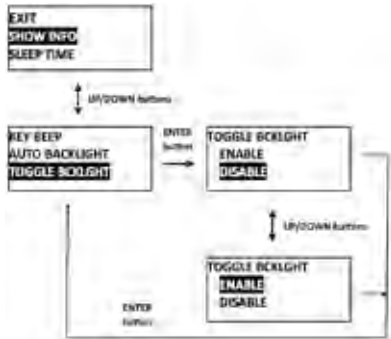 EXIT
SHOW INFO
SLEEP TIME
UP/DOWN buttons
KEY BEEP
AUTO BACKLIGHT
TOGGLE BCKLGHT
ENTER
button
TOGGLE BCKLGHT
ENABLE
DISABLE
UP/DOWN buttons
TOGGLE BCKLGHT
ENABLE
DISABLE
ENTER
button